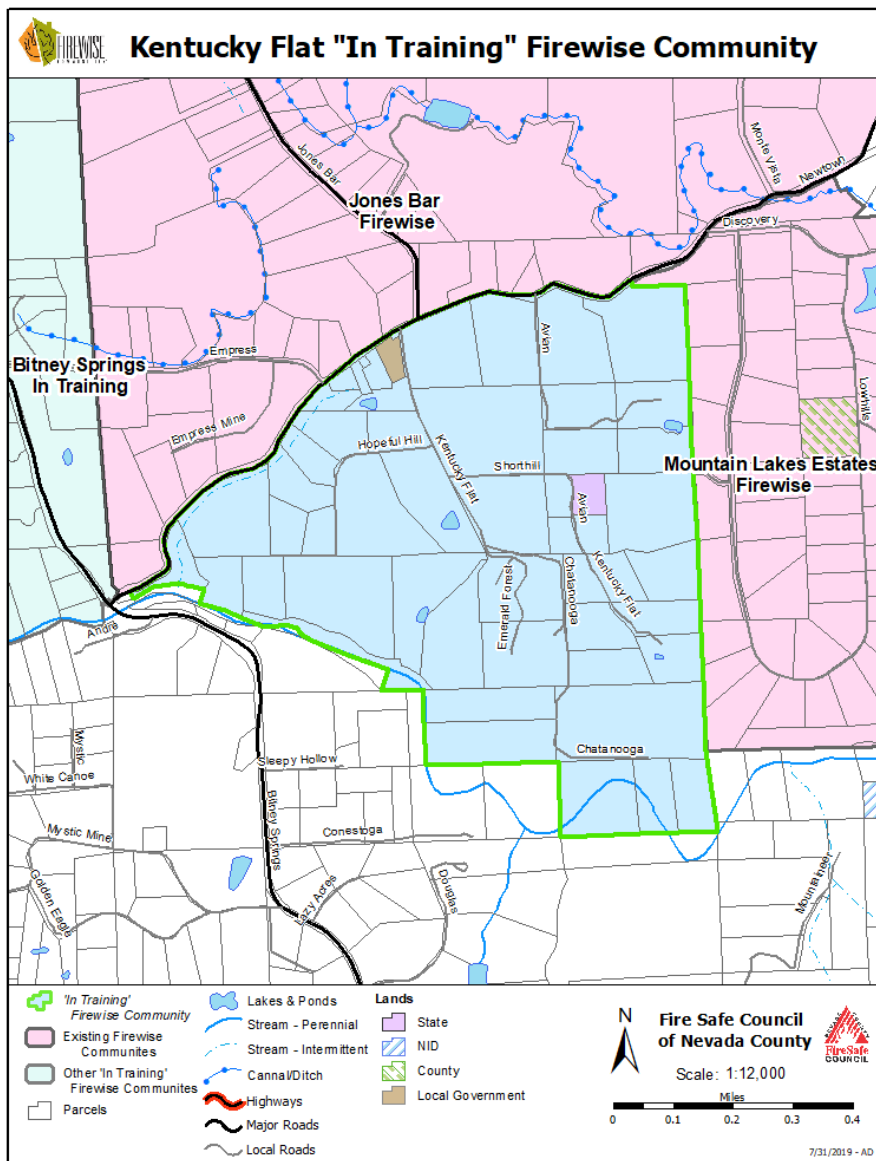 FIREWISE
Kentucky Flat "In Training" Firewise Community
Jones Bar
Monte Vista
Newtown
Jones Bar
Firewise
Discovery
Avian
Bitney Springs
In Training
Empress
Lowhills
Empress Mine
Hopeful Hill
Kentucky Flat
Shorthill
Mountain Lakes Estates
Firewise
Avian
Kentucky Flat
Emerald Forest
Chatanooga
Andre
Mystic
Chatanooga
Sleepy Hollow
White Canoe
Bitney Springs
Mystic Mine
Conestoga
Golden Eagle
Lazy Acres
Douglas
Mountaineer
'In Training'
Firewise Community
Existing Firewise
Communites
Other 'In Training'
Firewise Communities
Parcels
Lakes & Ponds
Stream - Perennial
Stream - Intermittent
Cannal/Ditch
Highways
Major Roads
Local Roads
Lands
State
NID
County
Local Government
N
Fire Safe Council
of Nevada County
FireSafe
COUNCIL
Scale: 1:12,000
Miles
0 0.1 0.2 0.3 0.4
7/31/2019 - AD